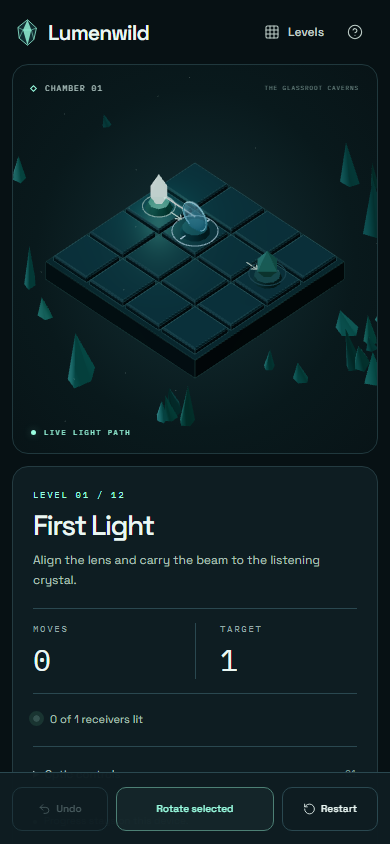 Lumenwild
Levels
CHAMBER 01
THE GLASSROOT CAVERNS
LIVE LIGHT PATH
LEVEL 01 / 12
First Light
Align the lens and carry the beam to the listening
crystal.
MOVES
TARGET
0
1
0 of 1 receivers lit
Undo
Rotate selected
Restart